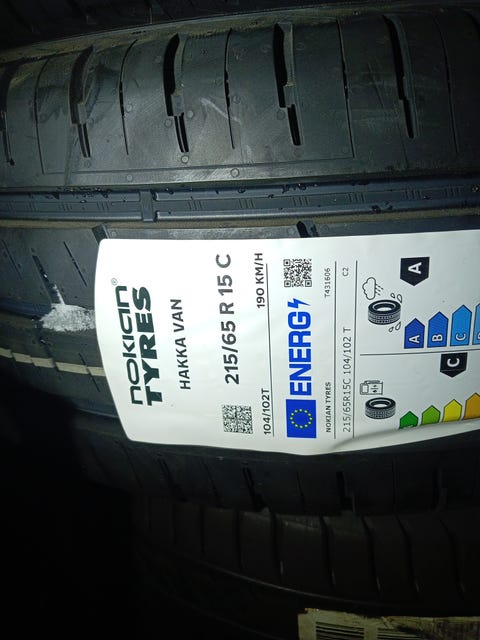 nokian®
TYRES
HAKKA VAN
215/65 R 15 C
104/102T 190 KM/H
ENERG
NOKIAN TYRES T431606
215/65R15C 104/102 T C2
A
A
B
C
C